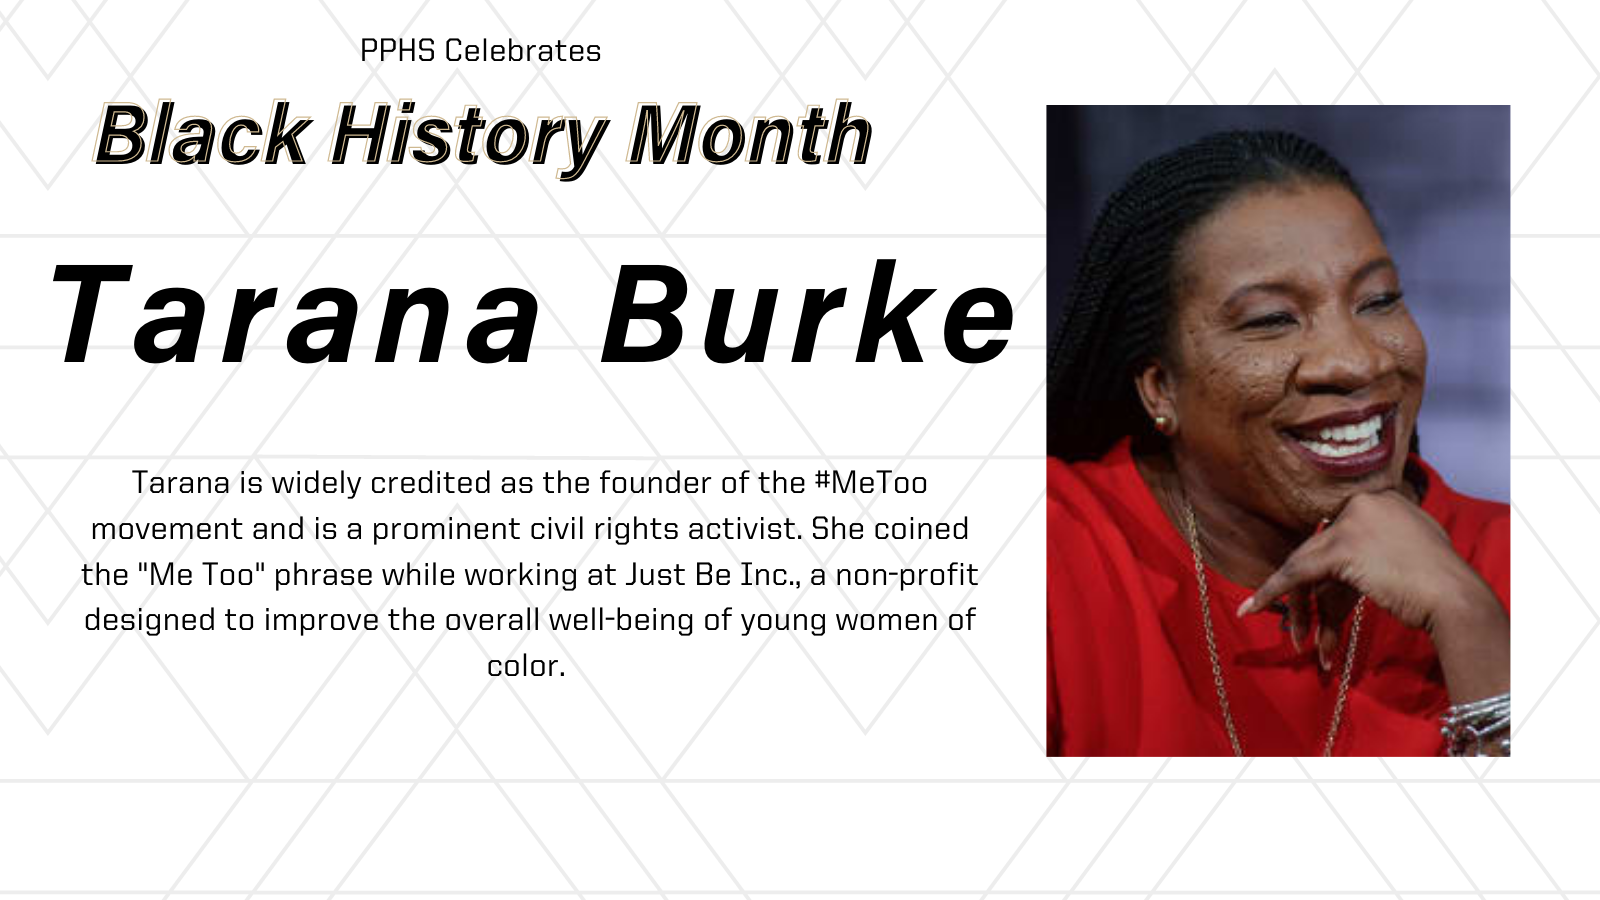 PPHS Celebrates
Black History Month
Tarana Burke
Tarana is widely credited as the founder of the #MeToo
movement and is a prominent civil rights activist. She coined
the "Me Too" phrase while working at Just Be Inc., a non-profit
designed to improve the overall well-being of young women of
color.